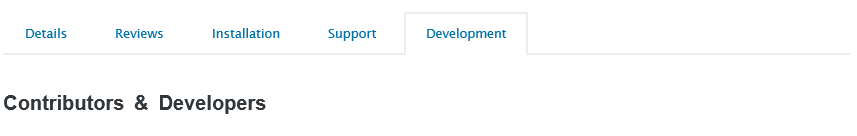 Details Reviews Installation Support Development
Contributors & Developers